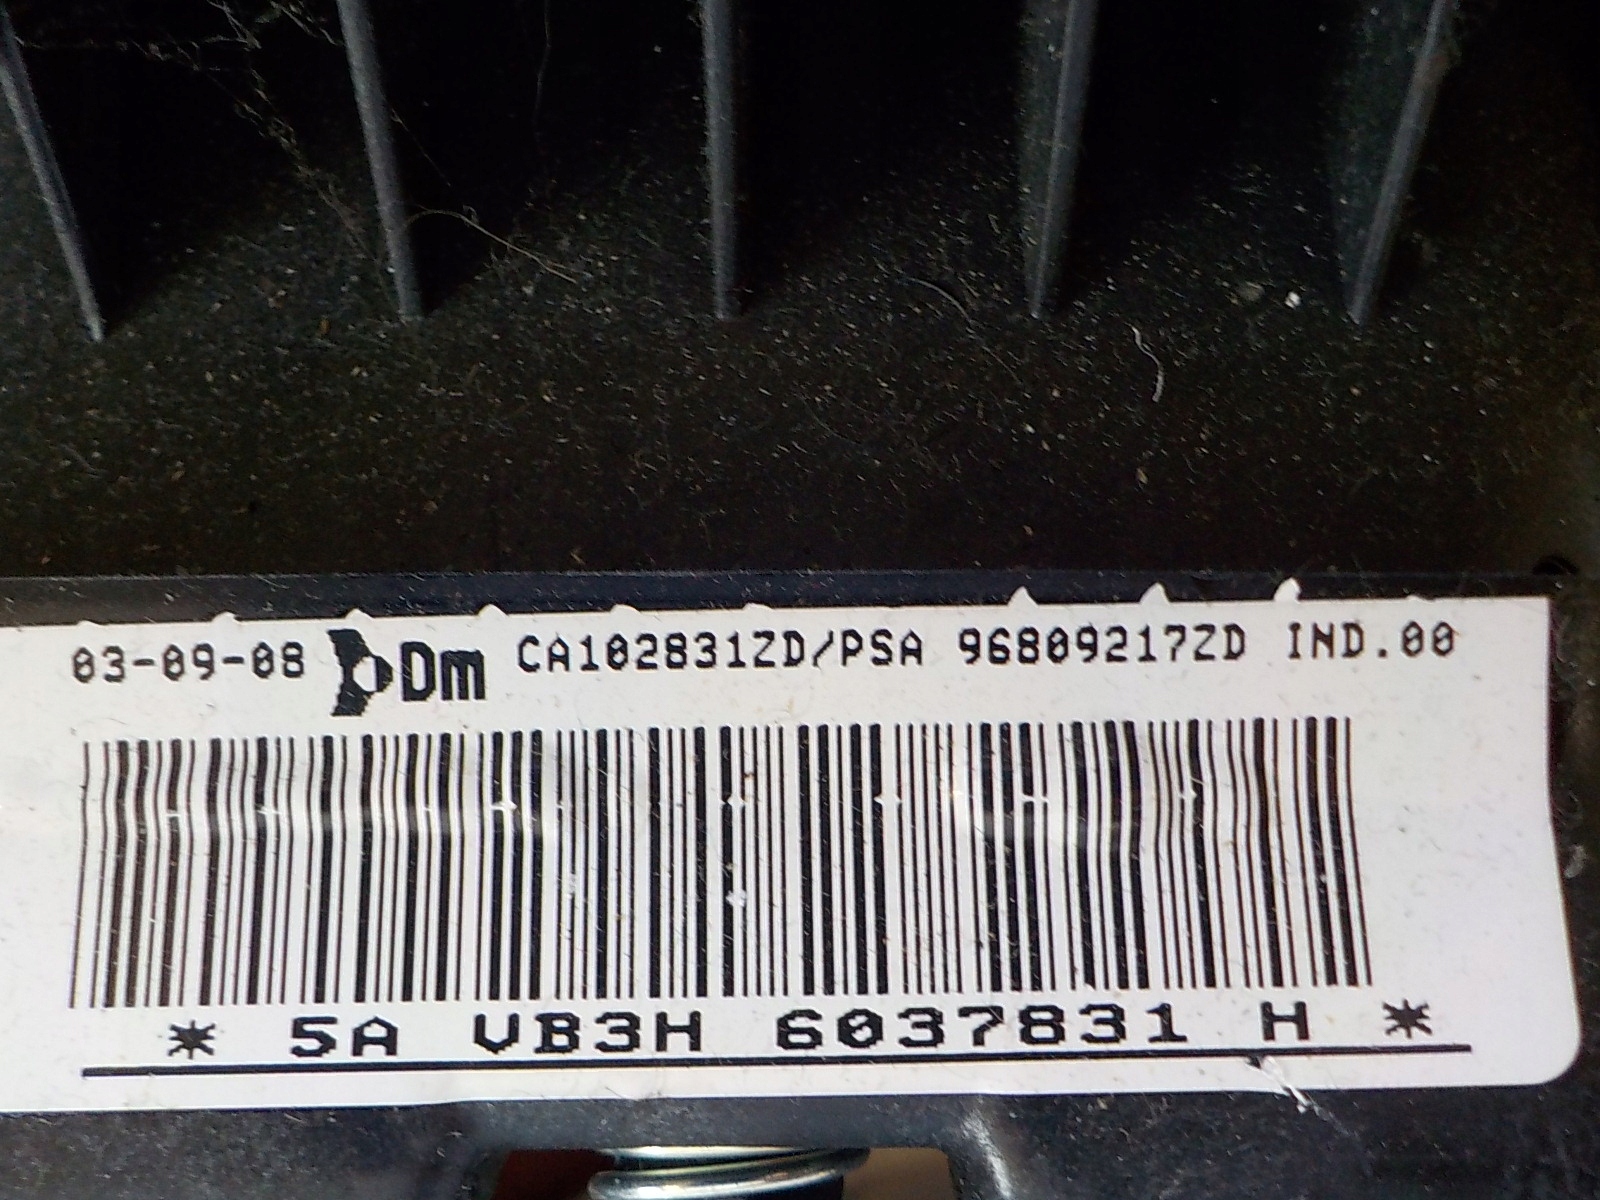 03-09-08 Dm CA102831ZD/PSA 96809217ZD IND.00
* 5A VB3H 6037831 H *